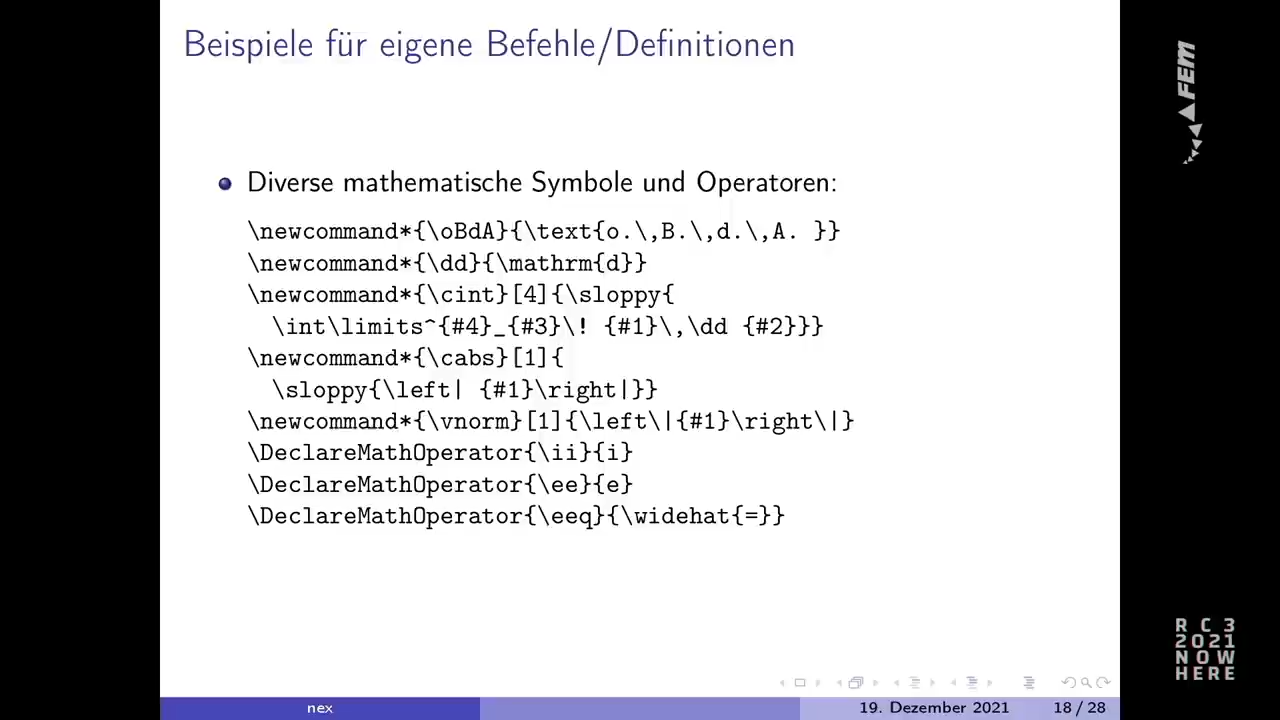 Beispiele für eigene Befehle/Definitionen
Diverse mathematische Symbole und Operatoren:
\newcommand*{\oBdA}{\text{o.\,B.\,d.\,A. }}
\newcommand*{\dd}{\mathrm{d}}
\newcommand*{\cint}[4]{\sloppy{
\int\limits^{#4}_{#3}\! {#1}\,\dd {#2}}}
\newcommand*{\cabs}[1]{
\sloppy{\left| {#1}\right|}}
\newcommand*{\vnorm}[1]{\left\|{#1}\right\|}
\DeclareMathOperator{\ii}{i}
\DeclareMathOperator{\ee}{e}
\DeclareMathOperator{\eeq}{\widehat{=}}
nex
19. Dezember 2021
18 / 28
FEM
RC3
2021
NOW
HERE